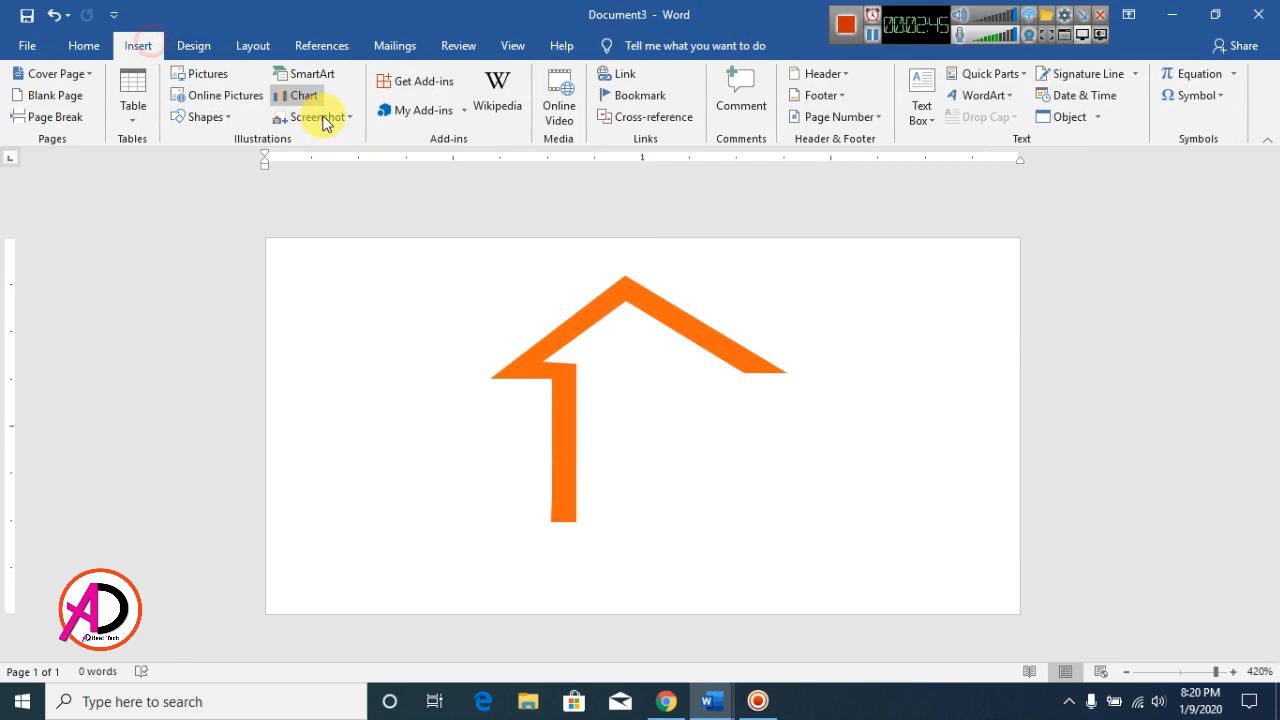 Document3 - Word
00:02:45
File Home Insert Design Layout References Mailings Review View Help Tell me what you want to do Share
Cover Page Blank Page Page Break Pages
Table Tables
Pictures Online Pictures Shapes SmartArt Chart Screenshot Illustrations
Get Add-ins My Add-ins W Wikipedia Add-ins
Online Video Media
Link Bookmark Cross-reference Links
Comment Comments
Header Footer Page Number Header & Footer
Text Box Quick Parts WordArt Drop Cap Signature Line Date & Time Object Text
Equation Symbol Symbols
1
AD
Page 1 of 1 0 words 420%
Type here to search 8:20 PM
1/9/2020